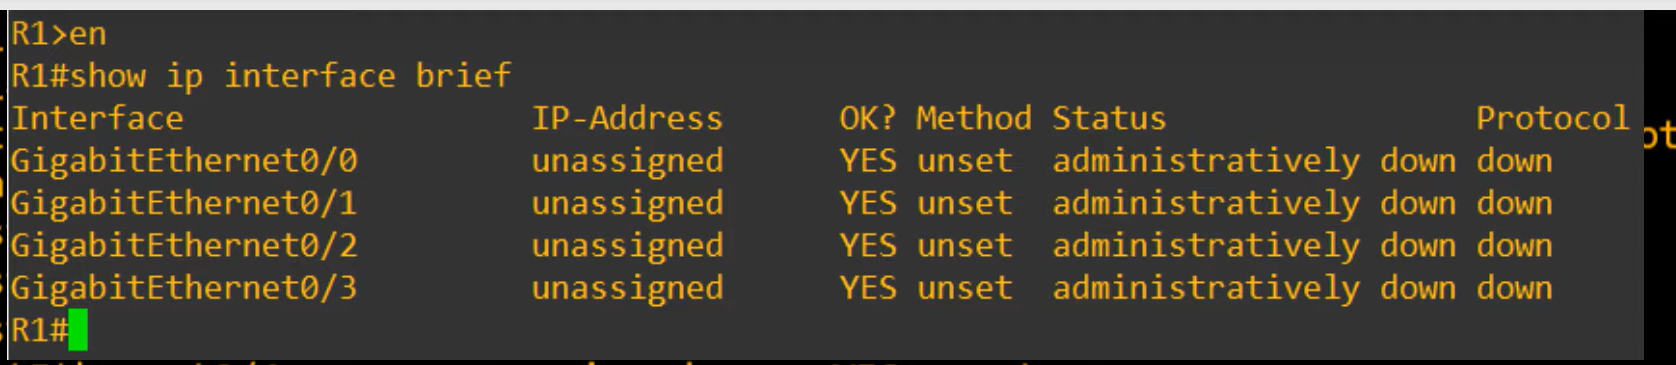 R1>en
R1#show ip interface brief
Interface IP-Address OK? Method Status Protocol
GigabitEthernet0/0 unassigned YES unset administratively down down
GigabitEthernet0/1 unassigned YES unset administratively down down
GigabitEthernet0/2 unassigned YES unset administratively down down
GigabitEthernet0/3 unassigned YES unset administratively down down
R1#